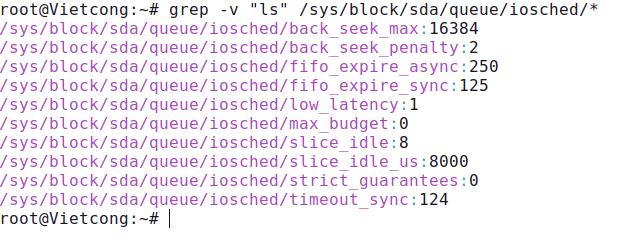 root@Vietcong:~# grep -v "ls" /sys/block/sda/queue/iosched/*
/sys/block/sda/queue/iosched/back_seek_max:16384
/sys/block/sda/queue/iosched/back_seek_penalty:2
/sys/block/sda/queue/iosched/fifo_expire_async:250
/sys/block/sda/queue/iosched/fifo_expire_sync:125
/sys/block/sda/queue/iosched/low_latency:1
/sys/block/sda/queue/iosched/max_budget:0
/sys/block/sda/queue/iosched/slice_idle:8
/sys/block/sda/queue/iosched/slice_idle_us:8000
/sys/block/sda/queue/iosched/strict_guarantees:0
/sys/block/sda/queue/iosched/timeout_sync:124
root@Vietcong:~#